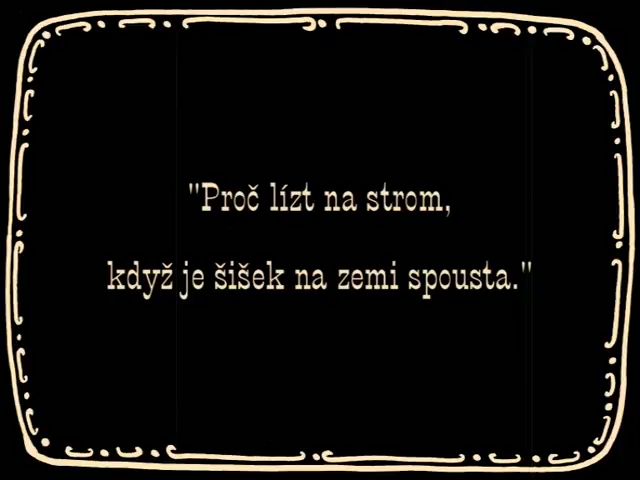 "Proč lízt na strom,
když je šišek na zemi spousta."